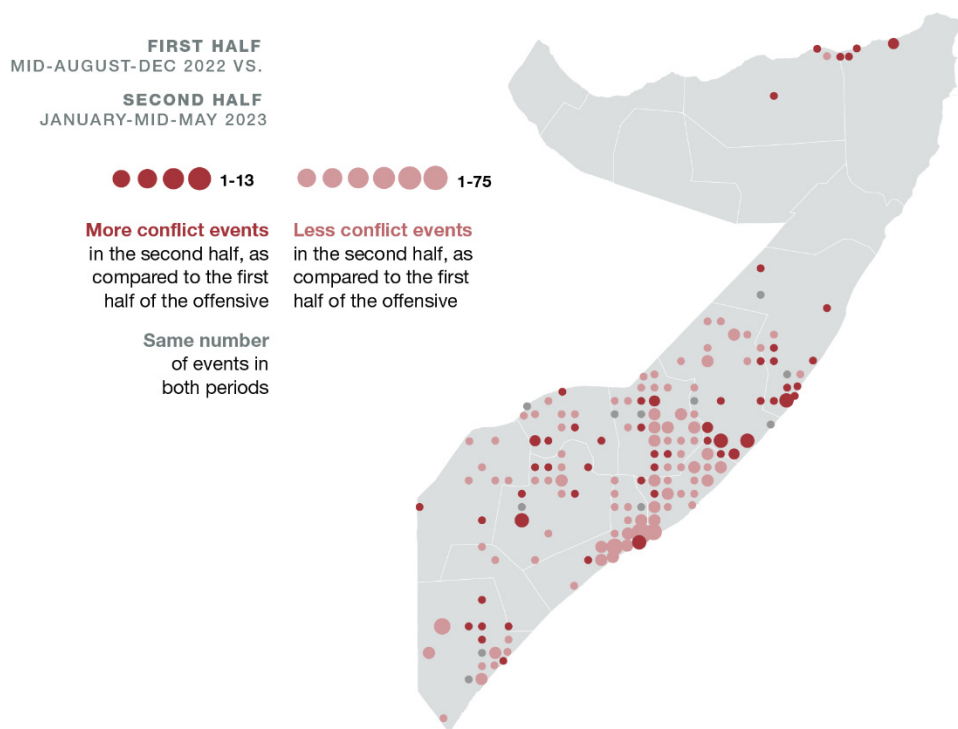 FIRST HALF
MID-AUGUST-DEC 2022 VS.
SECOND HALF
JANUARY-MID-MAY 2023
1-13
More conflict events
in the second half, as
compared to the first
half of the offensive
1-75
Less conflict events
in the second half, as
compared to the first
half of the offensive
Same number
of events in
both periods